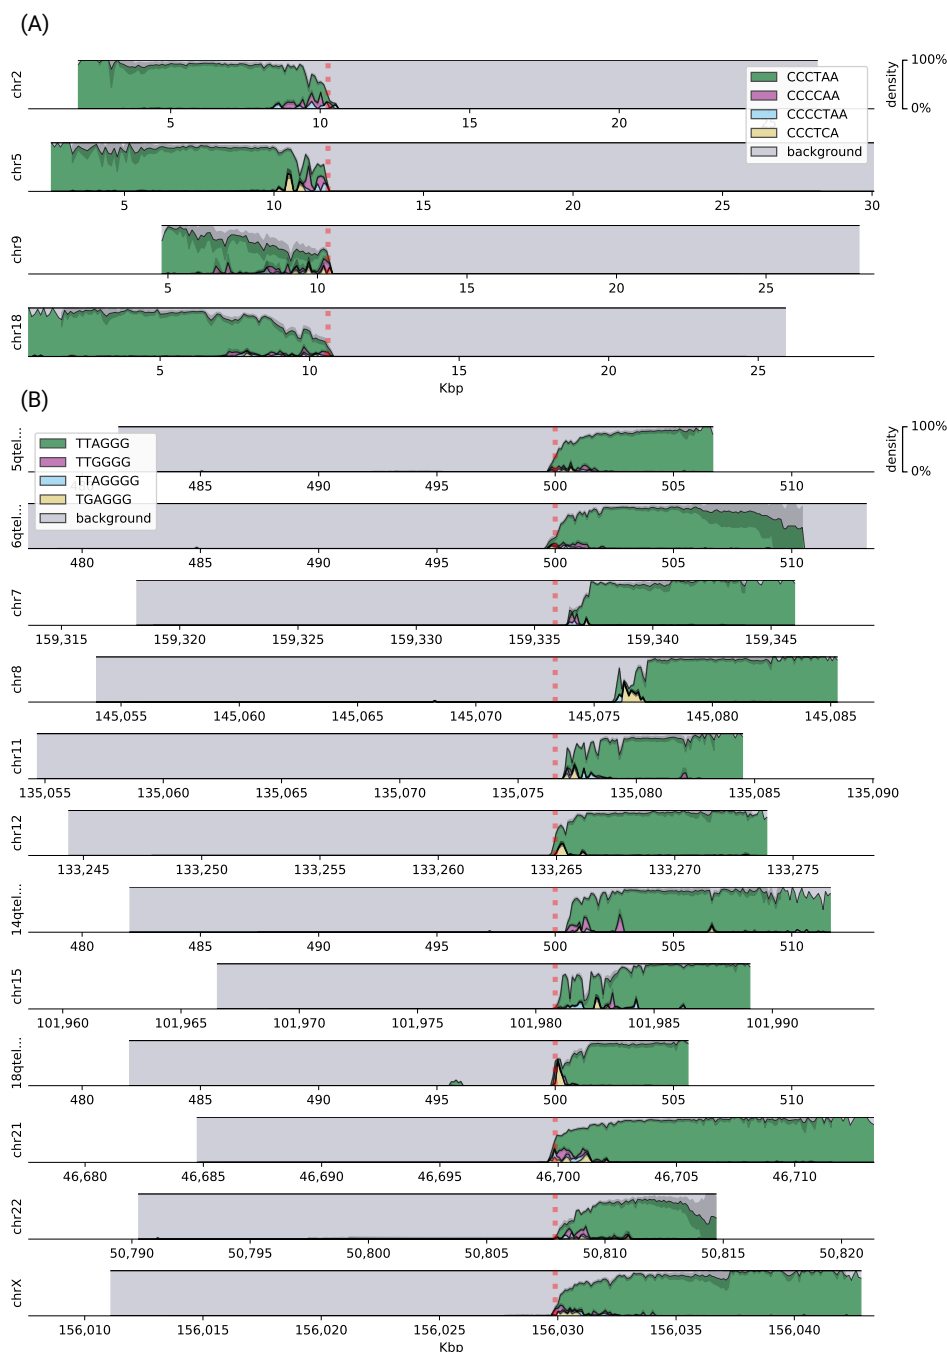 (A)
chr2
5 10 15 20
CCCTAA
CCCCAA
CCCCTAA
CCCTCA
background
density
100%
0%
chr5
5 10 15 20 25 30
chr9
5 10 15 20 25
chr18
5 10 15 20 25
Kbp
(B)
5qtel...
485 490 495 500 505 510
TTAGGG
TTGGGG
TTAGGGG
TGAGGG
background
density
100%
0%
6qtel...
480 485 490 495 500 505 510
chr7
159,315 159,320 159,325 159,330 159,335 159,340 159,345
chr8
145,055 145,060 145,065 145,070 145,075 145,080 145,085
chr11
135,055 135,060 135,065 135,070 135,075 135,080 135,085 135,090
chr12
133,245 133,250 133,255 133,260 133,265 133,270 133,275
14qtel...
480 485 490 495 500 505 510
chr15
101,960 101,965 101,970 101,975 101,980 101,985 101,990
18qtel...
480 485 490 495 500 505 510
chr21
46,680 46,685 46,690 46,695 46,700 46,705 46,710
chr22
50,790 50,795 50,800 50,805 50,810 50,815 50,820
chrX
156,010 156,015 156,020 156,025 156,030 156,035 156,040
Kbp